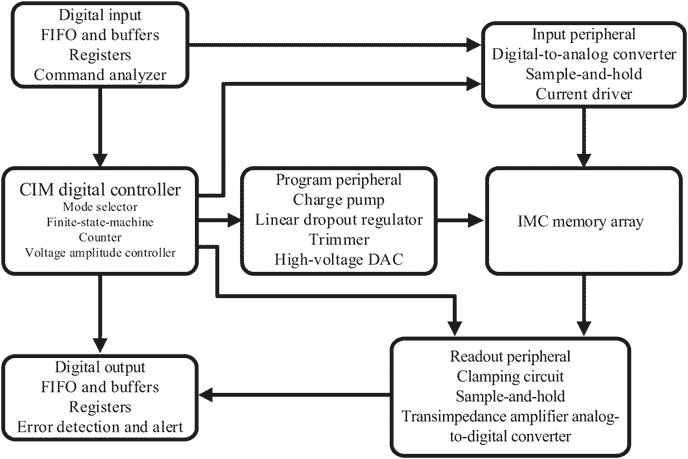 Digital input
FIFO and buffers
Registers
Command analyzer
Input peripheral
Digital-to-analog converter
Sample-and-hold
Current driver
CIM digital controller
Mode selector
Finite-state-machine
Counter
Voltage amplitude controller
Program peripheral
Charge pump
Linear dropout regulator
Trimmer
High-voltage DAC
IMC memory array
Digital output
FIFO and buffers
Registers
Error detection and alert
Readout peripheral
Clamping circuit
Sample-and-hold
Transimpedance amplifier analog-
to-digital converter